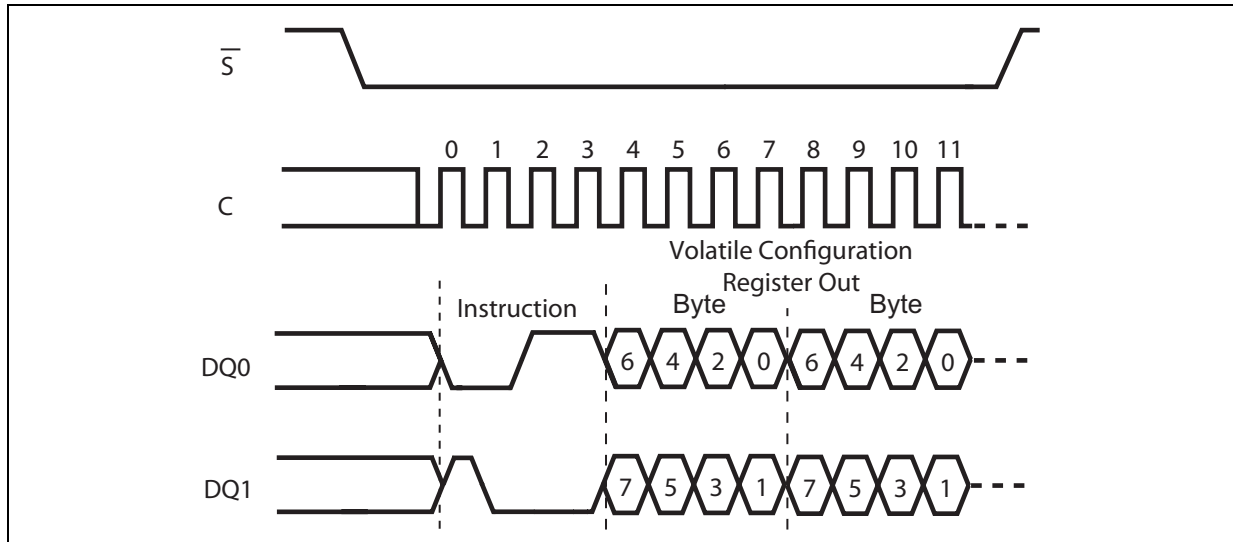 S̅
0 1 2 3 4 5 6 7 8 9 10 11
C
Volatile Configuration
Register Out
Instruction Byte Byte
DQ0 6 4 2 0 6 4 2 0
DQ1 7 5 3 1 7 5 3 1